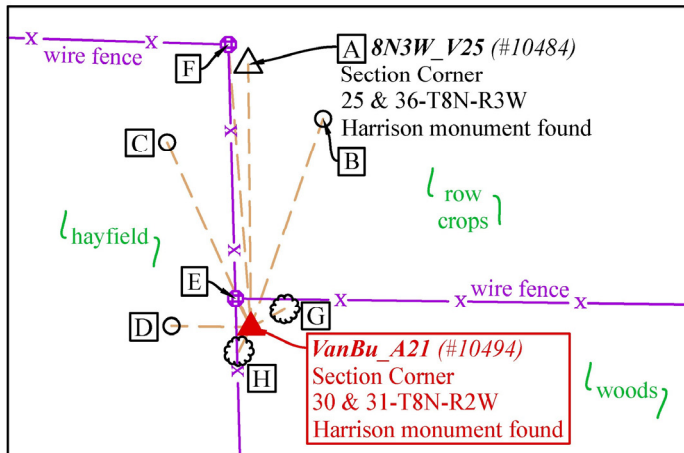 x x
wire fence
F
A 8N3W_V25 (#10484)
Section Corner
25 & 36-T8N-R3W
Harrison monument found
x
C
B
row
crops
hayfield
x
E
x x x
wire fence
G
D
H
x
VanBu_A21 (#10494)
Section Corner
30 & 31-T8N-R2W
Harrison monument found
woods